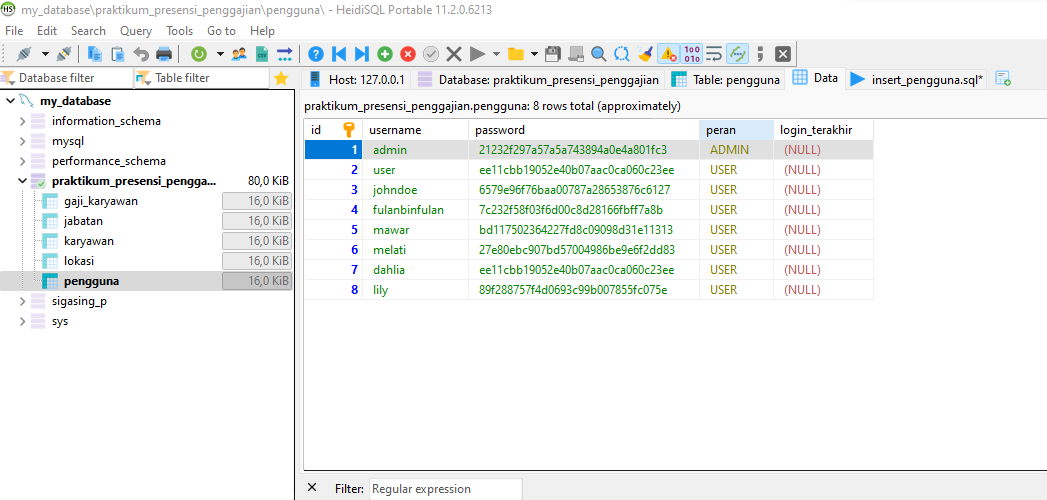 my_database\praktikum_presensi_penggajian\pengguna\ - HeidiSQL Portable 11.2.0.6213
File Edit Search Query Tools Go to Help
Database filter Table filter Host: 127.0.0.1 Database: praktikum_presensi_penggajian Table: pengguna Data insert_pengguna.sql*
my_database
information_schema
mysql
performance_schema
praktikum_presensi_pengga... 80,0 KiB
gaji_karyawan 16,0 KiB
jabatan 16,0 KiB
karyawan 16,0 KiB
lokasi 16,0 KiB
pengguna 16,0 KiB
sigasing_p
sys
praktikum_presensi_penggajian.pengguna: 8 rows total (approximately)
id username password peran login_terakhir
1 admin 21232f297a57a5a743894a0e4a801fc3 ADMIN (NULL)
2 user ee11cbb19052e40b07aac0ca060c23ee USER (NULL)
3 johndoe 6579e96f76baa00787a28653876c6127 USER (NULL)
4 fulanbinfulan 7c232f58f03f6d00c8d28166fbff7a8b USER (NULL)
5 mawar bd117502364227fd8c09098d31e11313 USER (NULL)
6 melati 27e80ebc907bd57004986be9e6f2dd83 USER (NULL)
7 dahlia ee11cbb19052e40b07aac0ca060c23ee USER (NULL)
8 lily 89f288757f4d0693c99b007855fc075e USER (NULL)
Filter: Regular expression